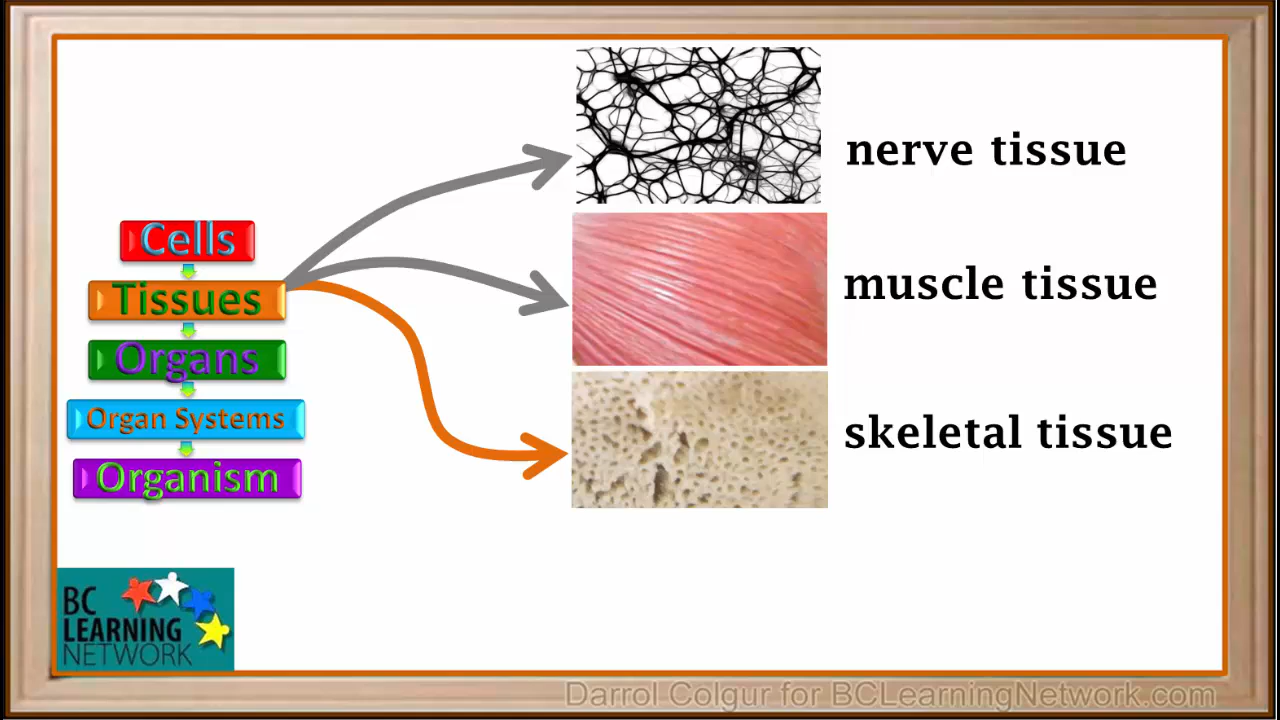 Cells
Tissues
Organs
Organ Systems
Organism
nerve tissue
muscle tissue
skeletal tissue
BC
LEARNING
NETWORK
Darrol Colgur for BCLearningNetwork.com